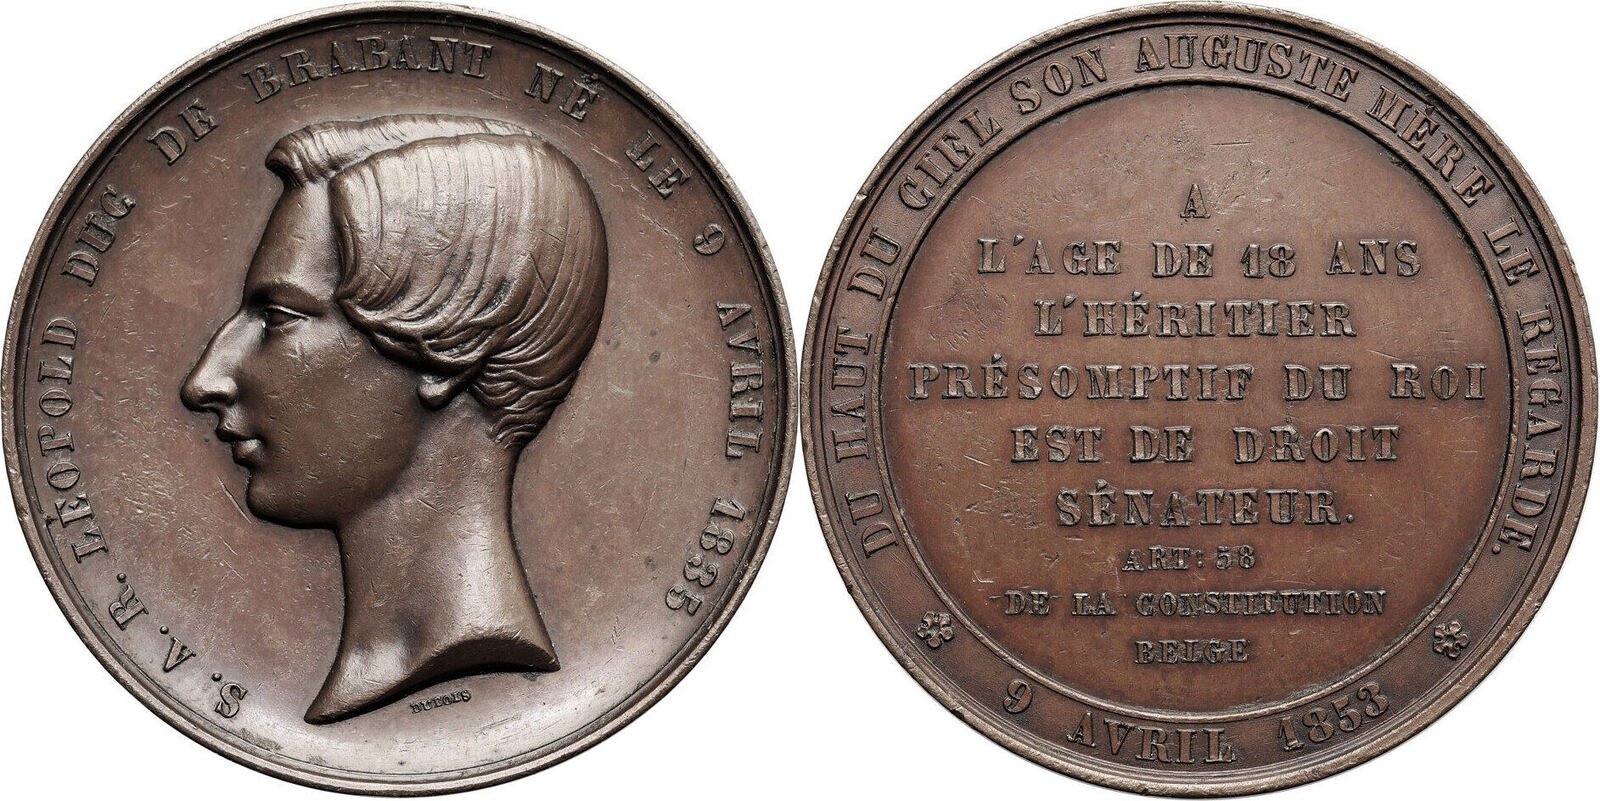 S. A. R. LÉOPOLD DUC DE BRABANT NÉ LE 9 AVRIL 1835
DUBOIS
DU HAUT DU CIEL SON AUGUSTE MÈRE LE REGARDE.
A
L'AGE DE 18 ANS
L'HÉRITIER
PRÉSOMPTIF DU ROI
EST DE DROIT
SÉNATEUR.
ART: 58
DE LA CONSTITUTION
BELGE
9 AVRIL 1853